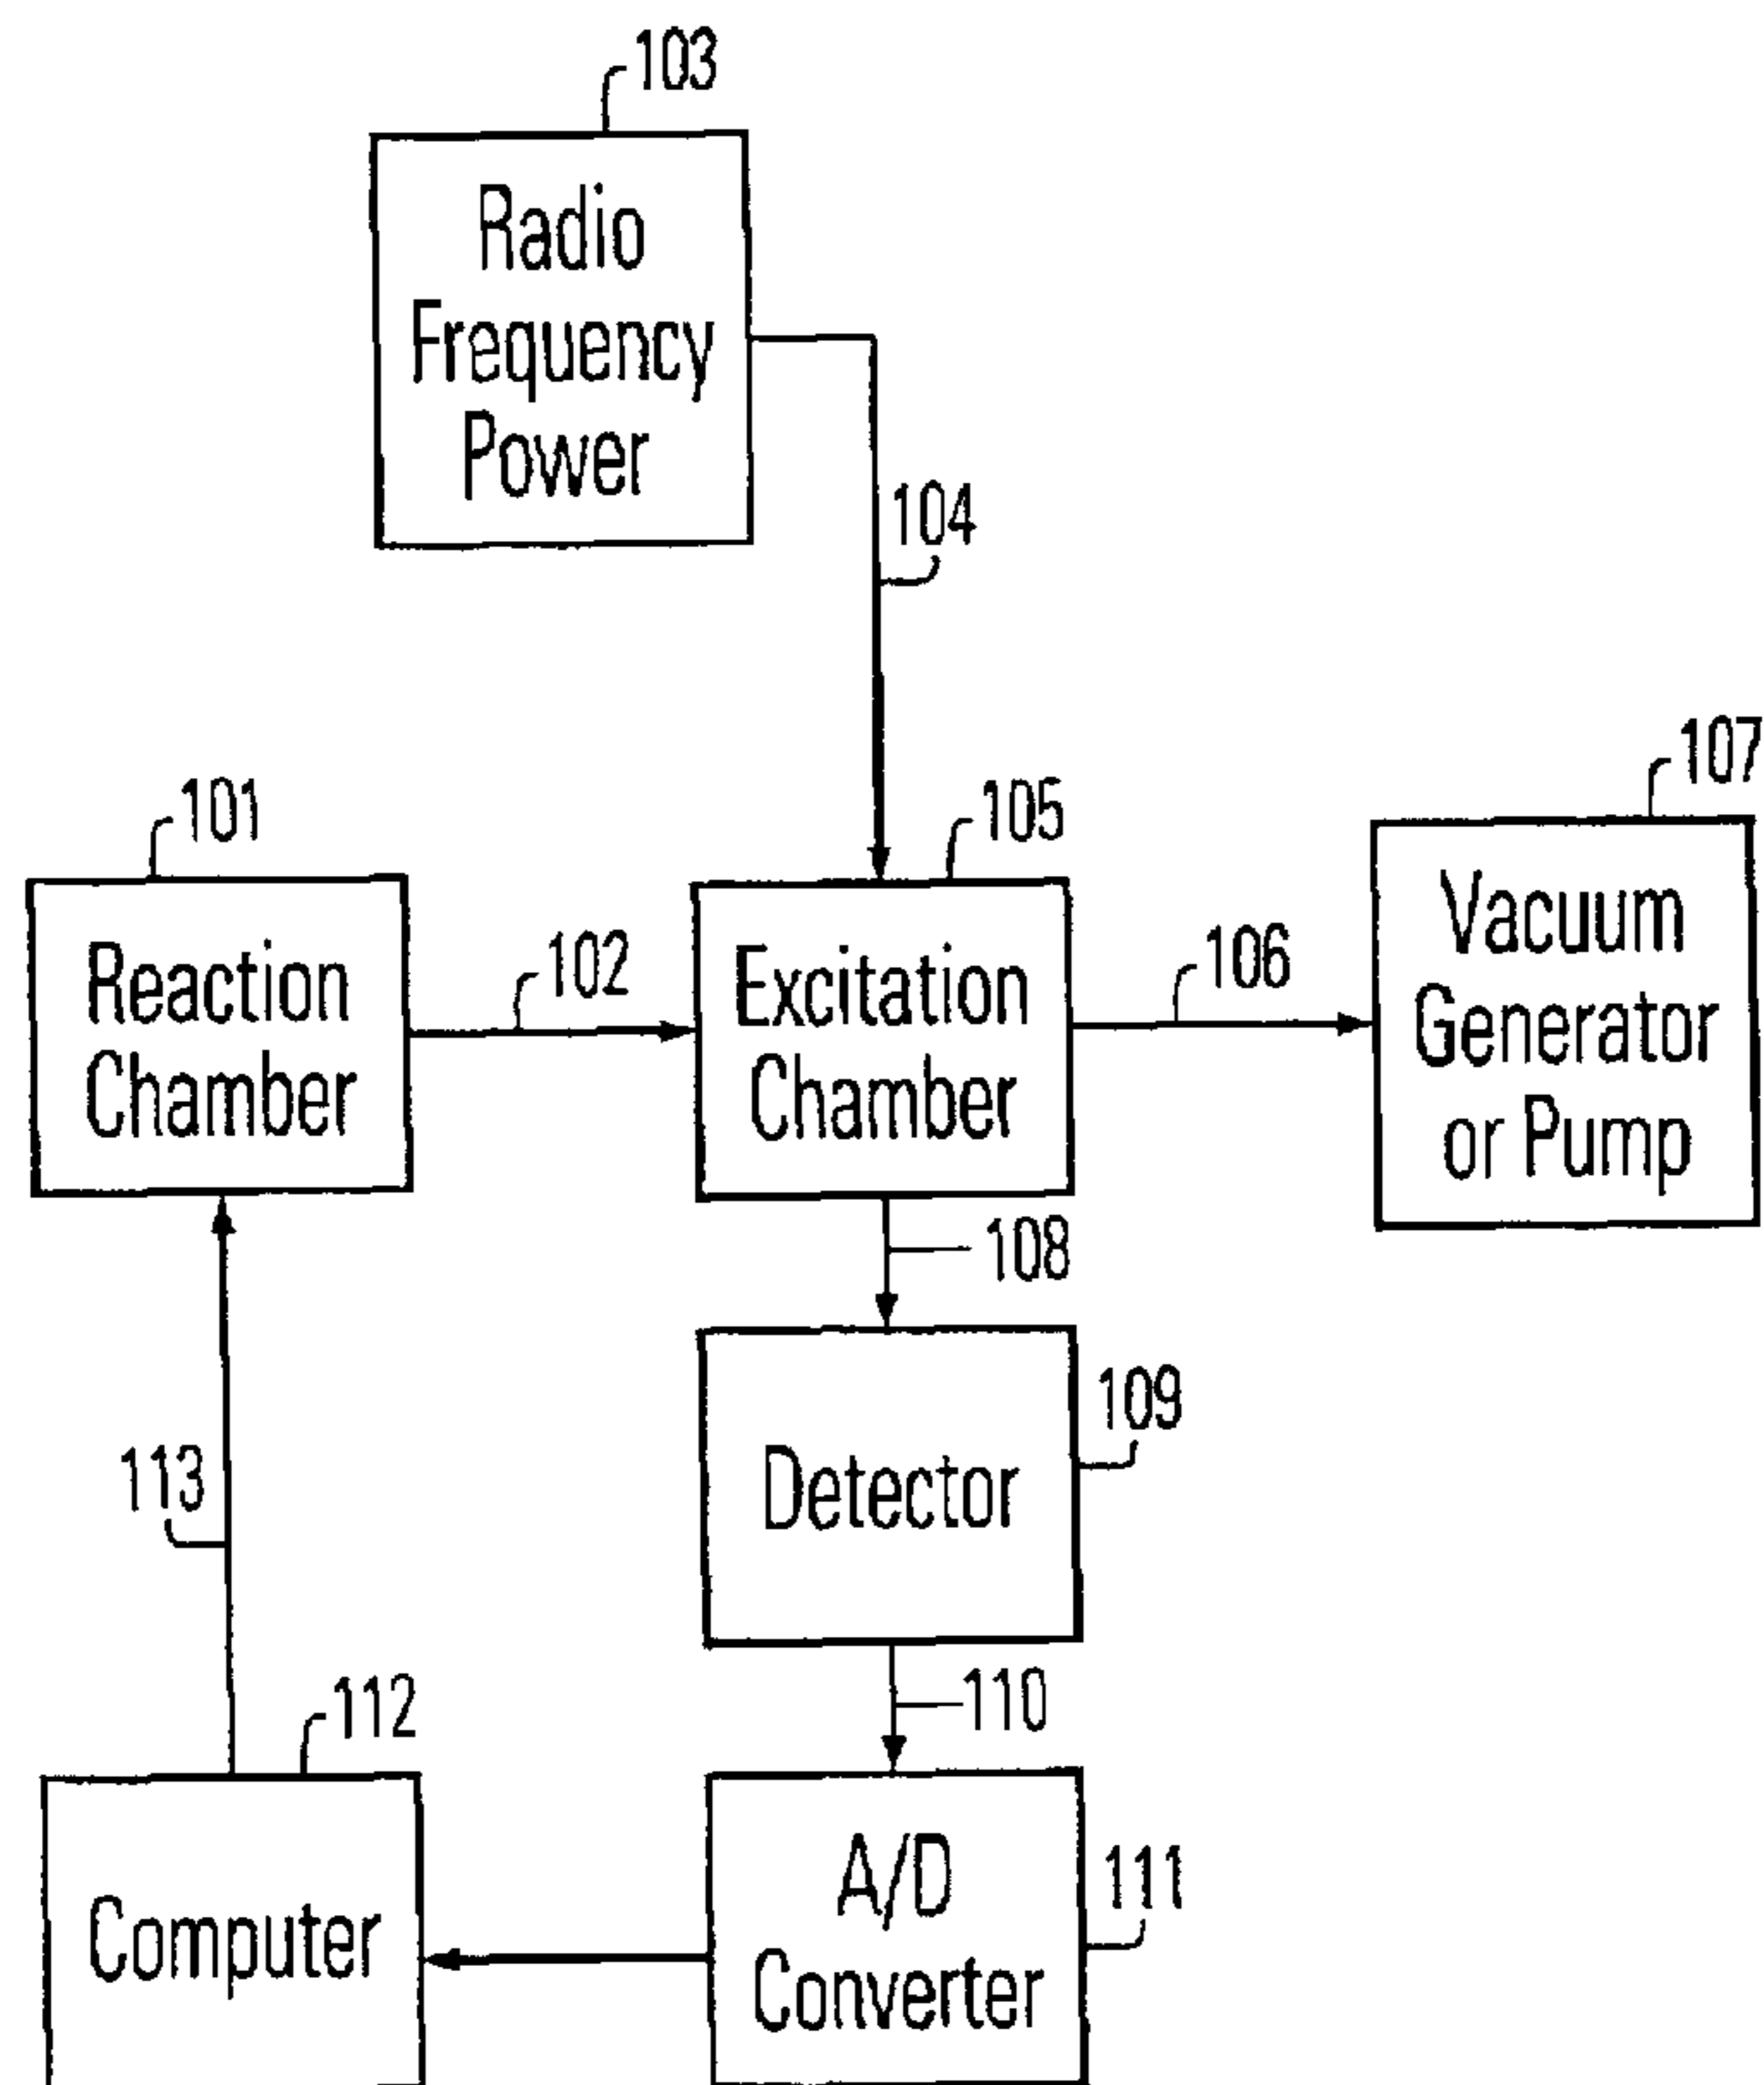 103
Radio
Frequency
Power
104
107
101
105
Vacuum
Generator
or Pump
Reaction
Chamber
102
Excitation
Chamber
106
108
109
Detector
113
110
112
Computer
A/D
Converter
111